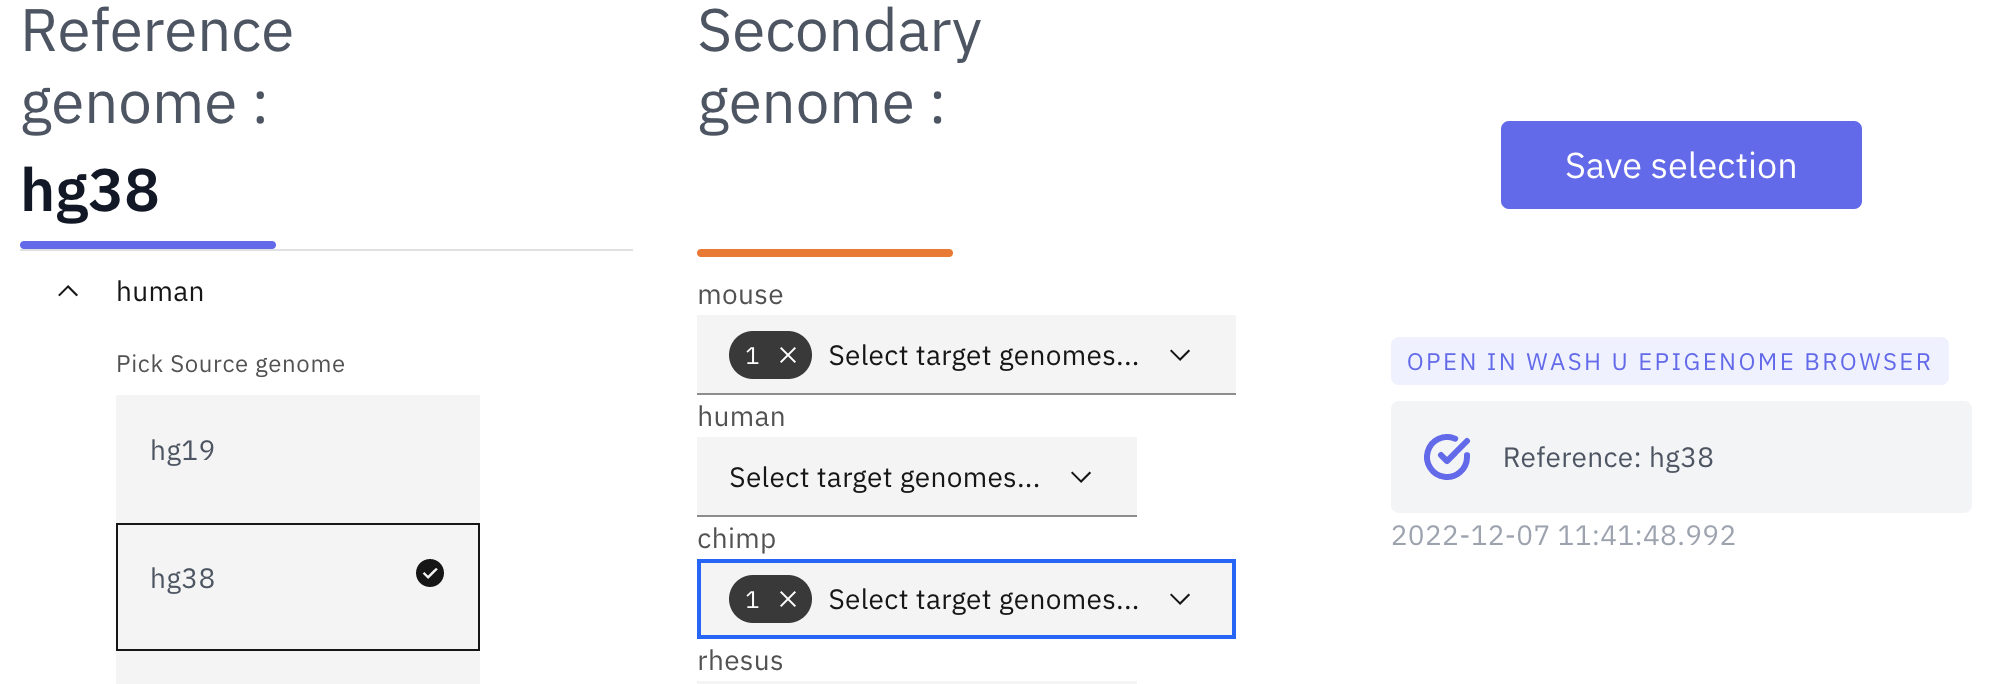 Reference
genome :
hg38
human
Pick Source genome
hg19
hg38
Secondary
genome :
mouse
1 Select target genomes...
human
Select target genomes...
chimp
1 Select target genomes...
rhesus
Save selection
OPEN IN WASH U EPIGENOME BROWSER
Reference: hg38
2022-12-07 11:41:48.992